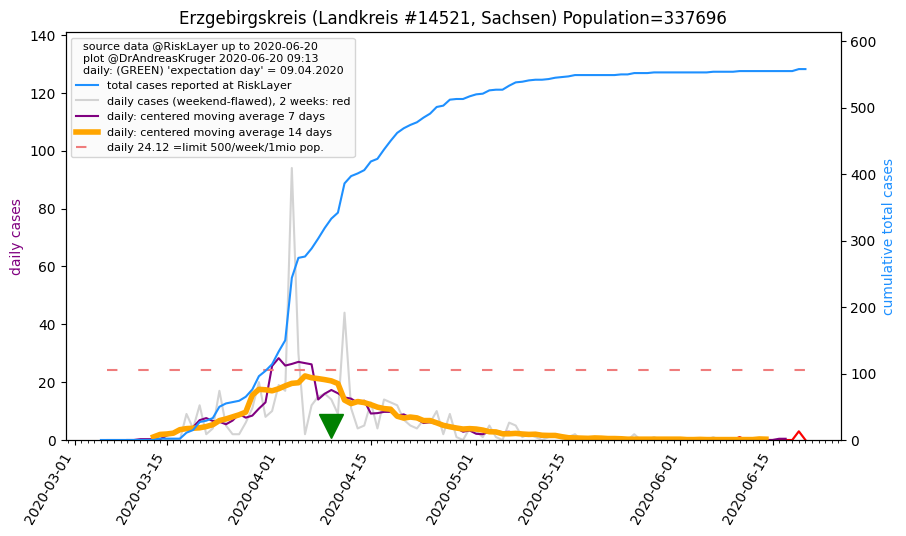 Erzgebirgskreis (Landkreis #14521, Sachsen) Population=337696
source data @RiskLayer up to 2020-06-20
plot @DrAndreasKruger 2020-06-20 09:13
daily: (GREEN) 'expectation day' = 09.04.2020
total cases reported at RiskLayer
daily cases (weekend-flawed), 2 weeks: red
daily: centered moving average 7 days
daily: centered moving average 14 days
daily 24.12 =limit 500/week/1mio pop.
daily cases
140
120
100
80
60
40
20
0
cumulative total cases
600
500
400
300
200
100
0
2020-03-01
2020-03-15
2020-04-01
2020-04-15
2020-05-01
2020-05-15
2020-06-01
2020-06-15